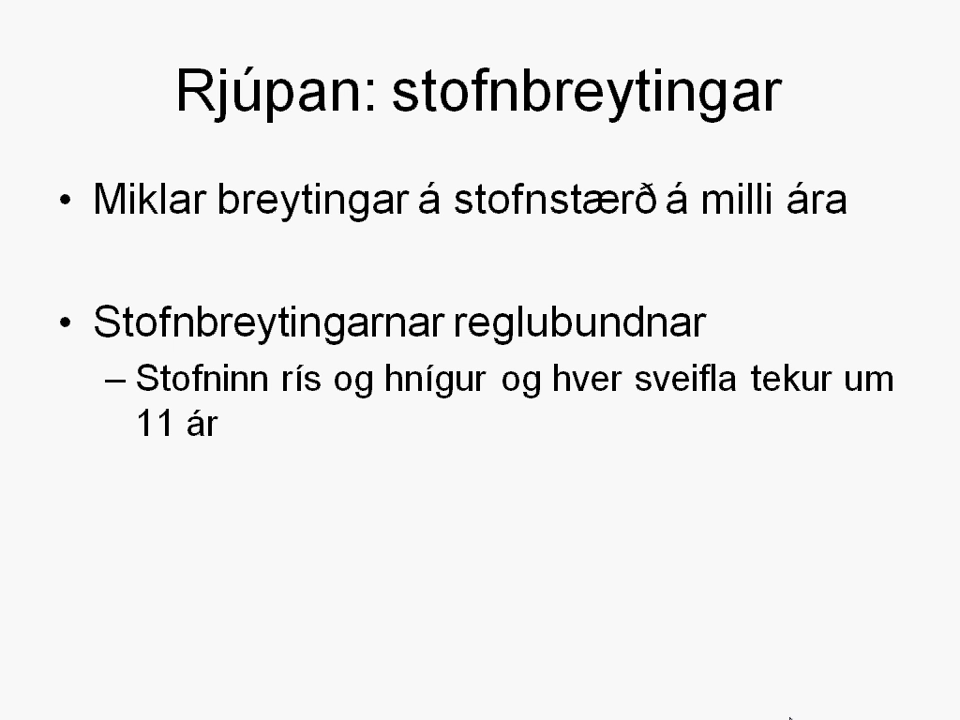 Rjúpan: stofnbreytingar
• Miklar breytingar á stofnstærð á milli ára
• Stofnbreytingarnar reglubundnar
– Stofninn rís og hnígur og hver sveifla tekur um
11 ár